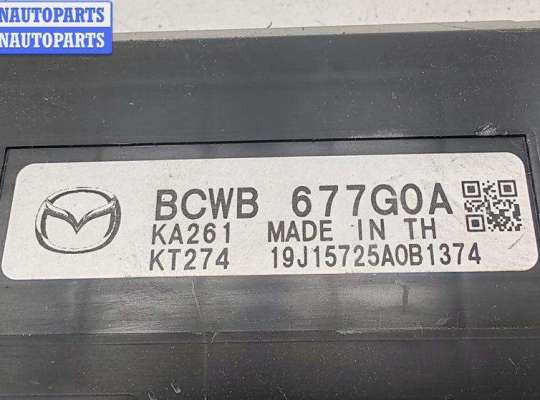 NAUTOPARTS
NAUTOPARTS
BCWB 677G0A
KA261 MADE IN TH
KT274 19J15725A0B1374